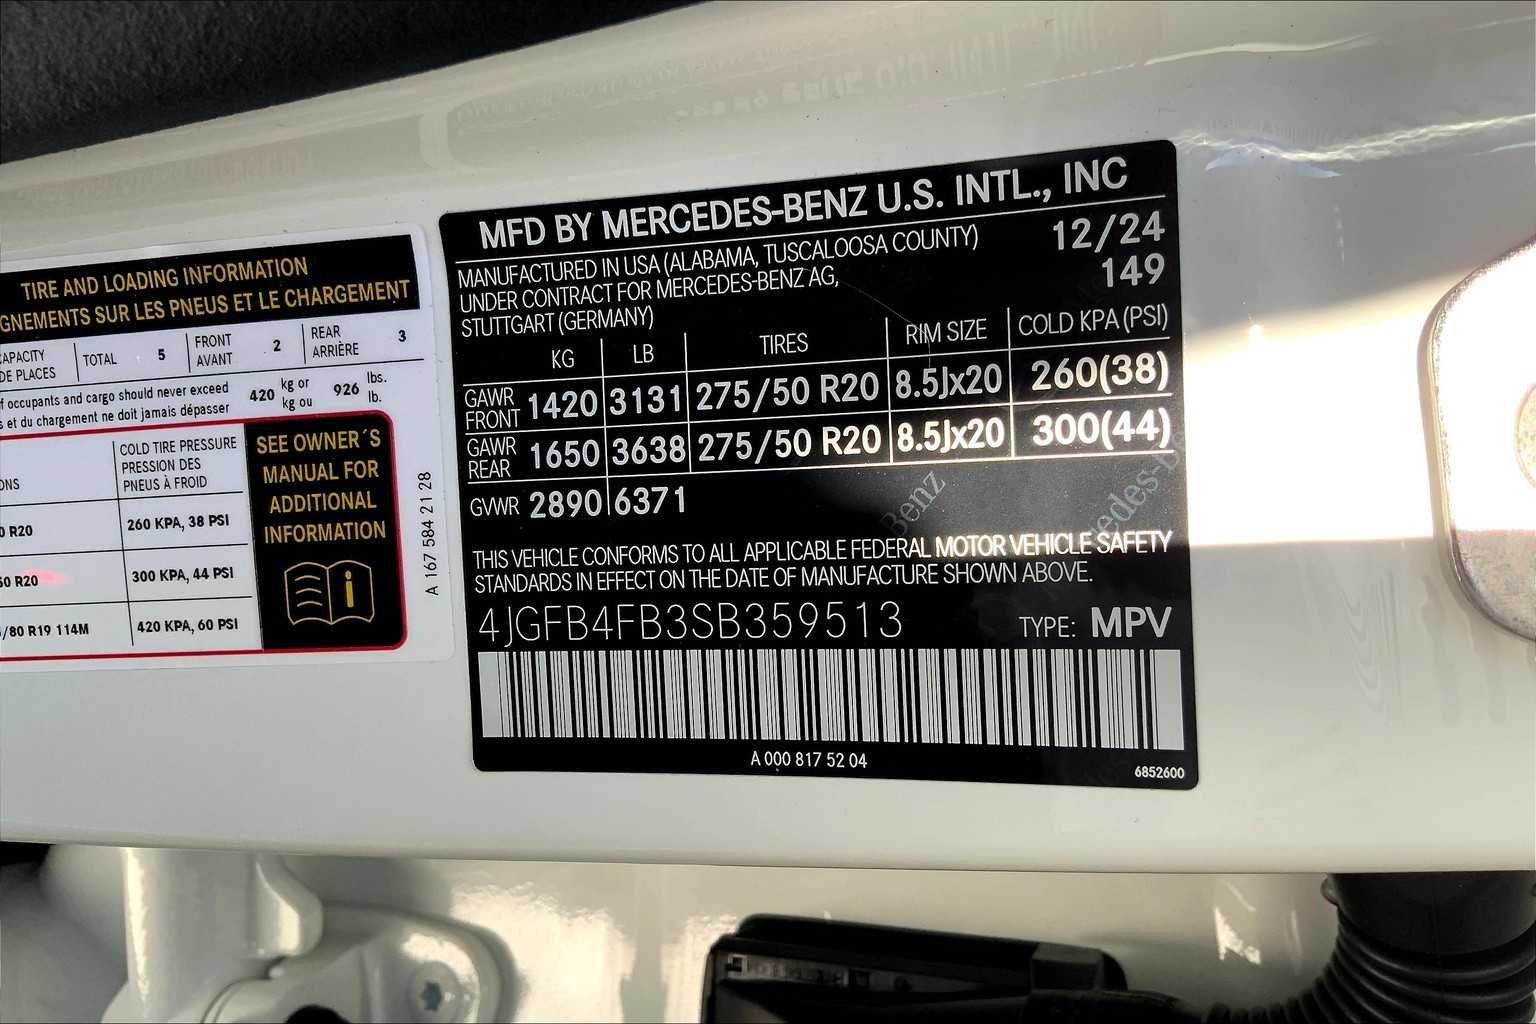 TIRE AND LOADING INFORMATION
GNEMENTS SUR LES PNEUS ET LE CHARGEMENT
TOTAL 5 FRONT AVANT 2 REAR ARRIÈRE 3
DE PLACES
of occupants and cargo should never exceed 420 kg or 926 lbs.
s et du chargement ne doit jamais dépasser kg ou lb.
COLD TIRE PRESSURE
PRESSION DES
PNEUS À FROID
0 R20 260 KPA, 38 PSI
50 R20 300 KPA, 44 PSI
/80 R19 114M 420 KPA, 60 PSI
SEE OWNER´S
MANUAL FOR
ADDITIONAL
INFORMATION
i
A 167 584 21 28
MFD BY MERCEDES-BENZ U.S. INTL., INC
MANUFACTURED IN USA (ALABAMA, TUSCALOOSA COUNTY) 12/24
UNDER CONTRACT FOR MERCEDES-BENZ AG, 149
STUTTGART (GERMANY)
KG LB TIRES RIM SIZE COLD KPA (PSI)
GAWR FRONT 1420 3131 275/50 R20 8.5Jx20 260(38)
GAWR REAR 1650 3638 275/50 R20 8.5Jx20 300(44)
GVWR 2890 6371
THIS VEHICLE CONFORMS TO ALL APPLICABLE FEDERAL MOTOR VEHICLE SAFETY
STANDARDS IN EFFECT ON THE DATE OF MANUFACTURE SHOWN ABOVE.
4JGFB4FB3SB359513 TYPE: MPV
A 000 817 52 04
6852600